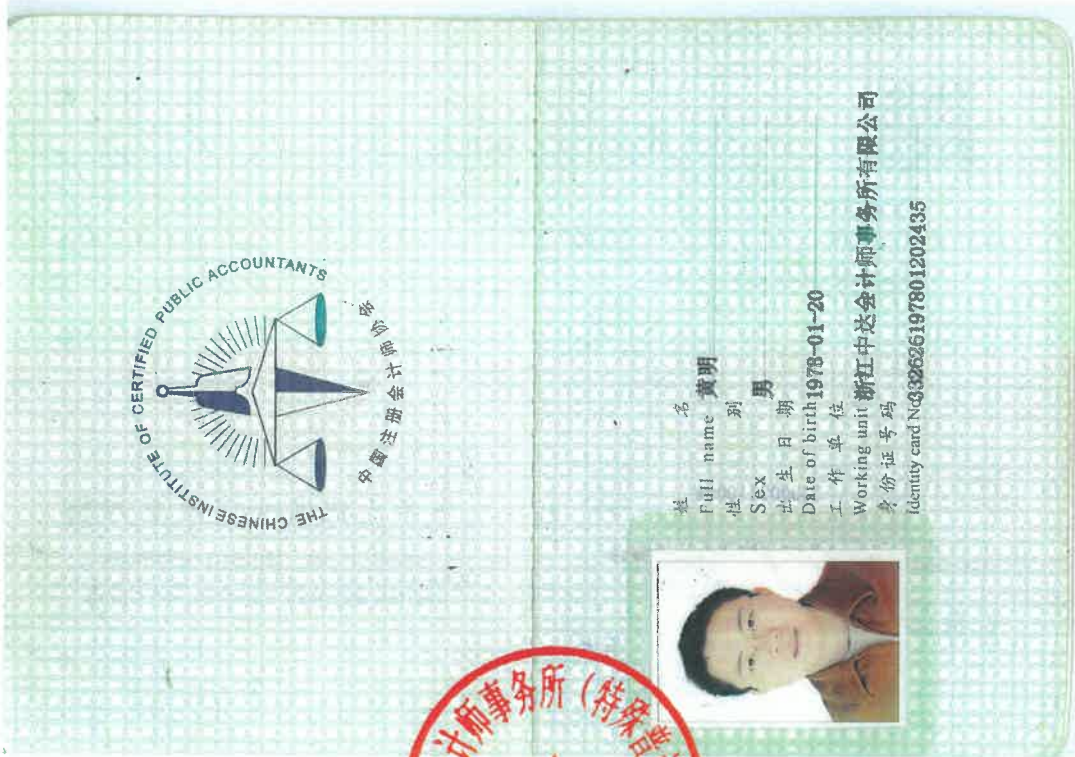 THE CHINESE INSTITUTE OF CERTIFIED PUBLIC ACCOUNTANTS
中国注册会计师协会
姓 名
Full name 黄明
性 别
Sex 男
出 生 日 期
Date of birth 1978-01-20
工 作 单 位
Working unit 浙江中达会计师事务所有限公司
身 份 证 号 码
Identity card No 332626197801202435
计师事务所（特殊普